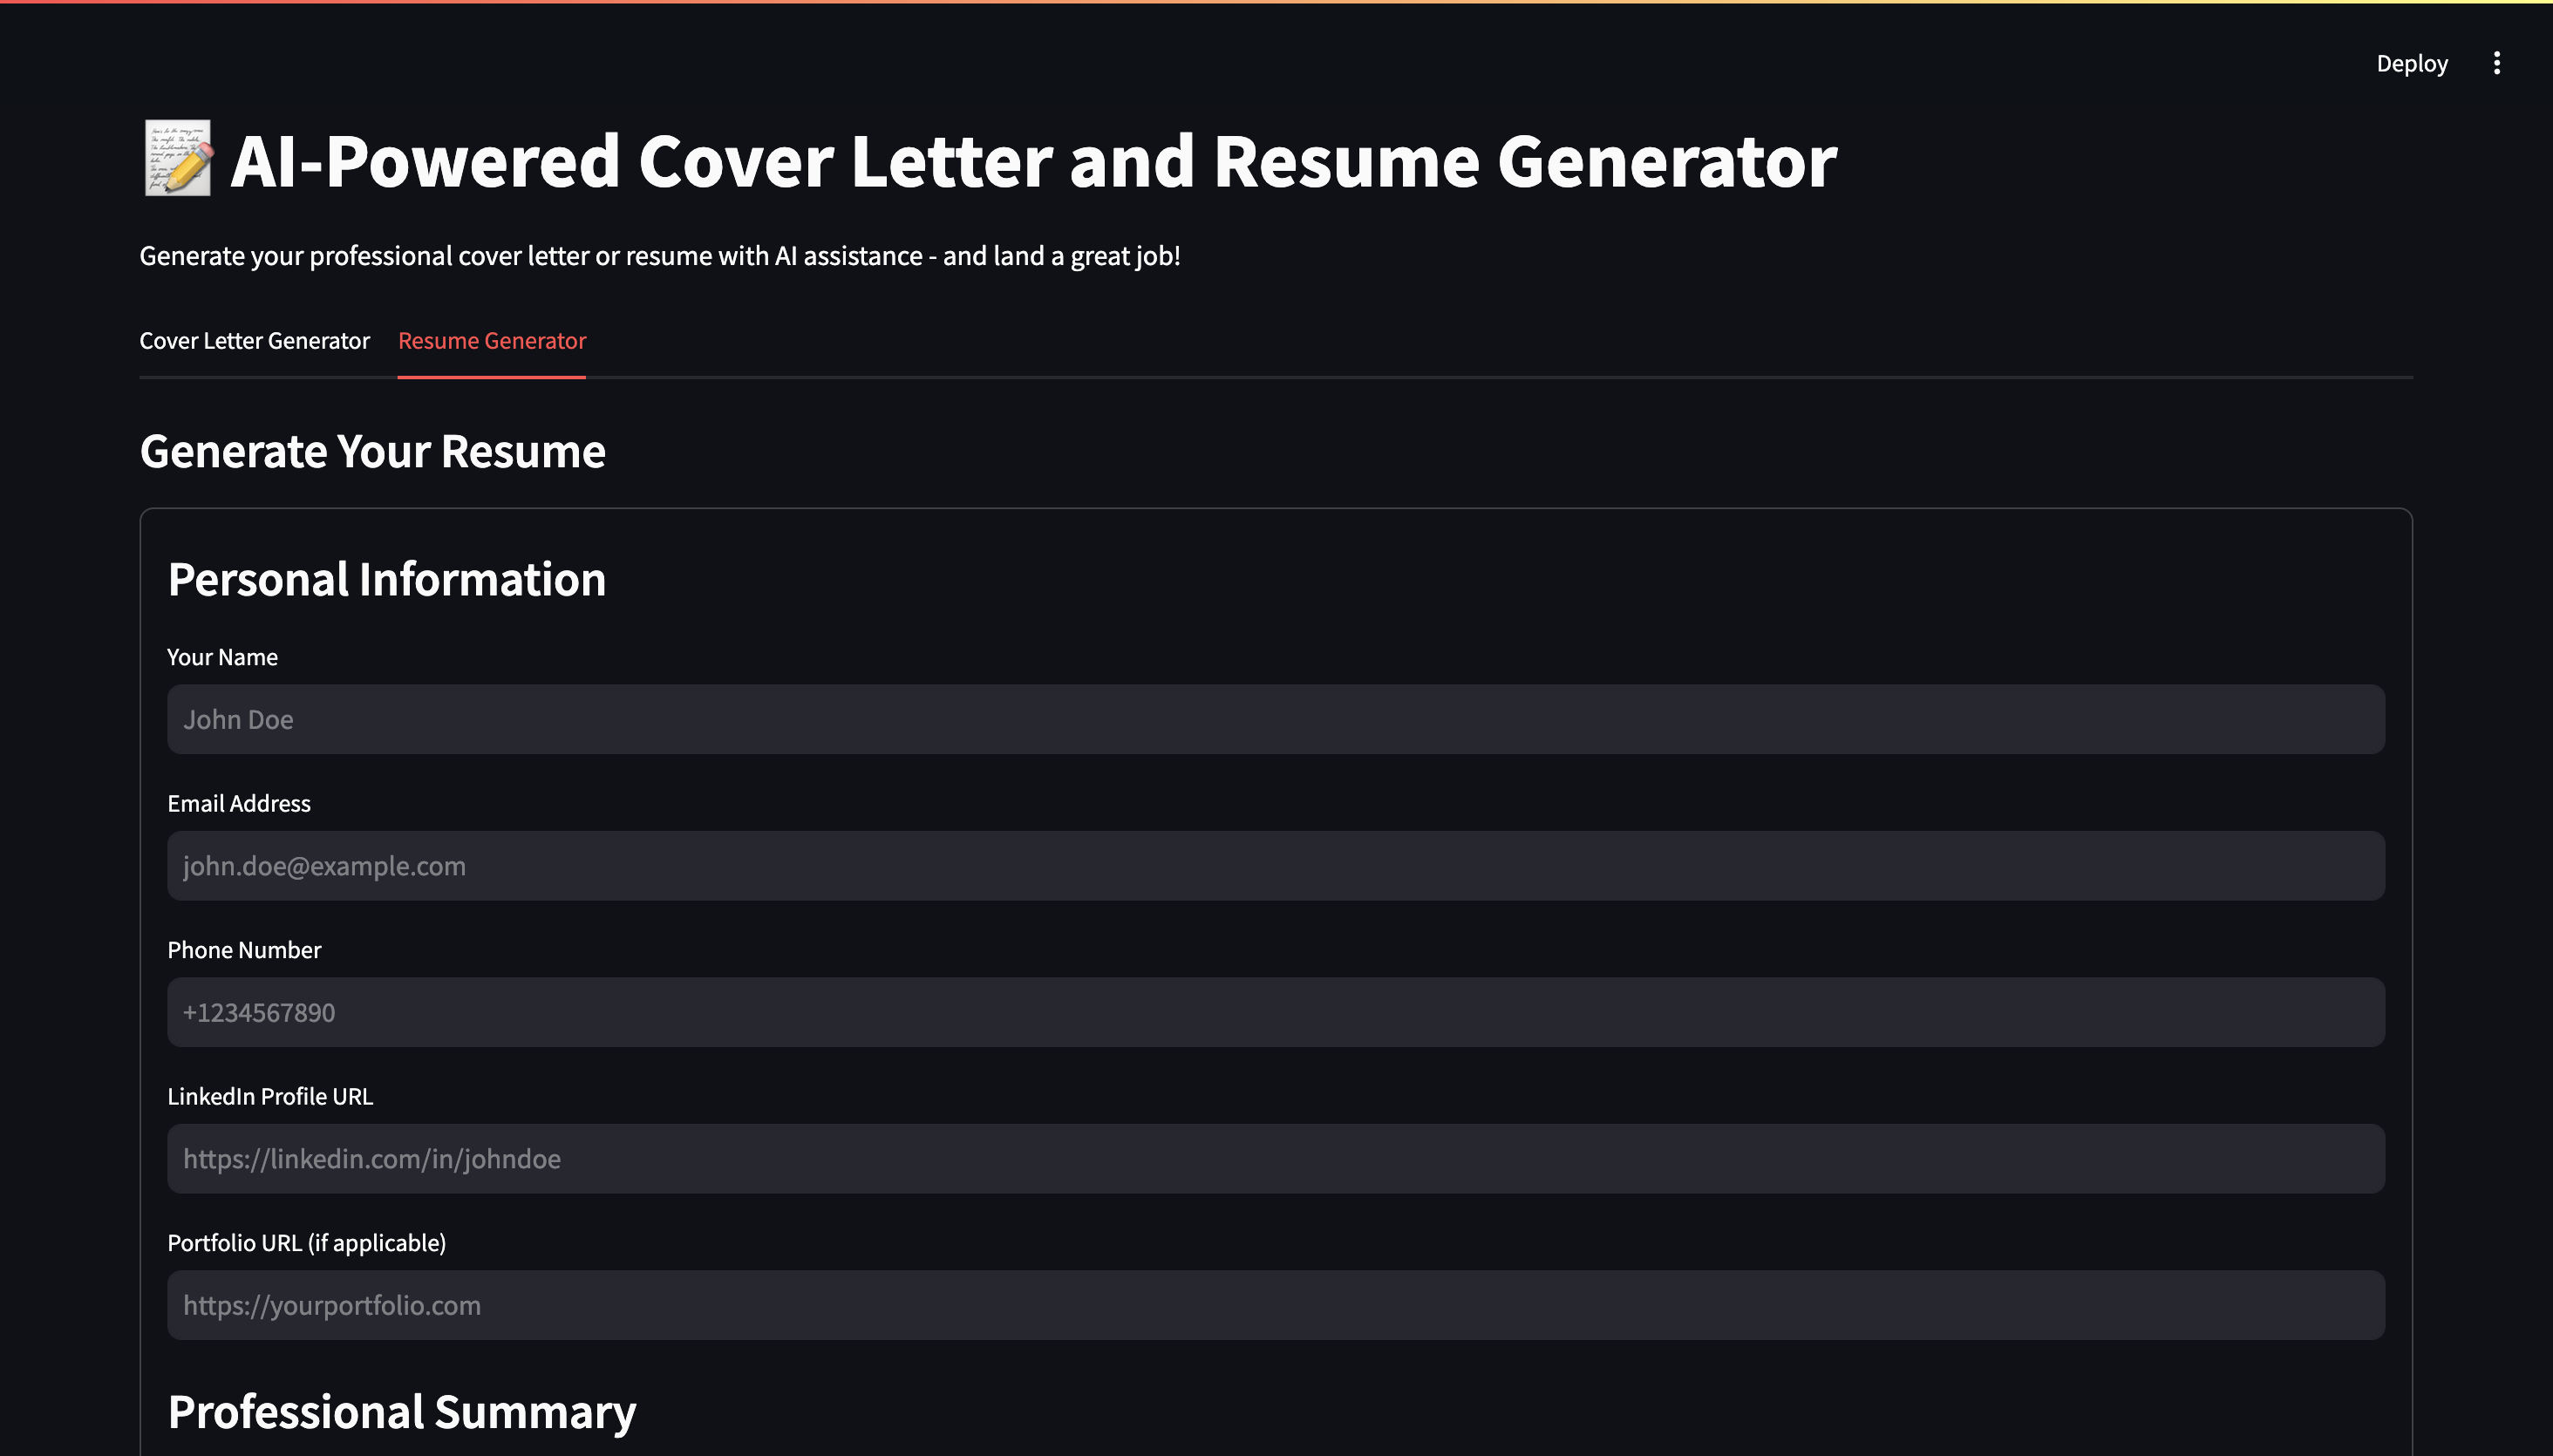 Deploy
AI-Powered Cover Letter and Resume Generator
Generate your professional cover letter or resume with AI assistance - and land a great job!
Cover Letter Generator Resume Generator
Generate Your Resume
Personal Information
Your Name
John Doe
Email Address
john.doe@example.com
Phone Number
+1234567890
LinkedIn Profile URL
https://linkedin.com/in/johndoe
Portfolio URL (if applicable)
https://yourportfolio.com
Professional Summary